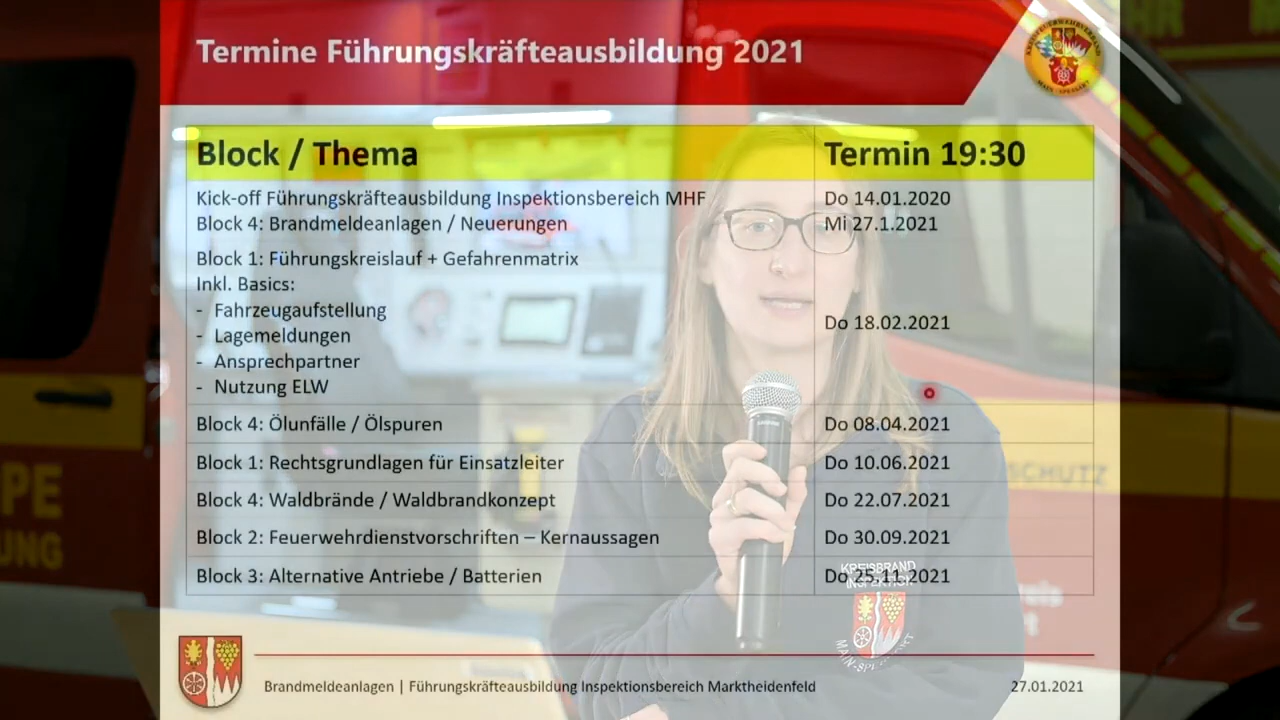 Termine Führungskräfteausbildung 2021
Block / Thema
Termin 19:30
Kick-off Führungskräfteausbildung Inspektionsbereich MHF
Do 14.01.2020
Block 4: Brandmeldeanlagen / Neuerungen
Mi 27.1.2021
Block 1: Führungskreislauf + Gefahrenmatrix
Inkl. Basics:
- Fahrzeugaufstellung
- Lagemeldungen
- Ansprechpartner
- Nutzung ELW
Do 18.02.2021
Block 4: Ölunfälle / Ölspuren
Do 08.04.2021
Block 1: Rechtsgrundlagen für Einsatzleiter
Do 10.06.2021
Block 4: Waldbrände / Waldbrandkonzept
Do 22.07.2021
Block 2: Feuerwehrdienstvorschriften – Kernaussagen
Do 30.09.2021
Block 3: Alternative Antriebe / Batterien
Do 25.11.2021
KREISBRAND
INSPEKTION
MAIN-SPESSART
SCHUTZ
PE
UNG
Brandmeldeanlagen | Führungskräfteausbildung Inspektionsbereich Marktheidenfeld
27.01.2021